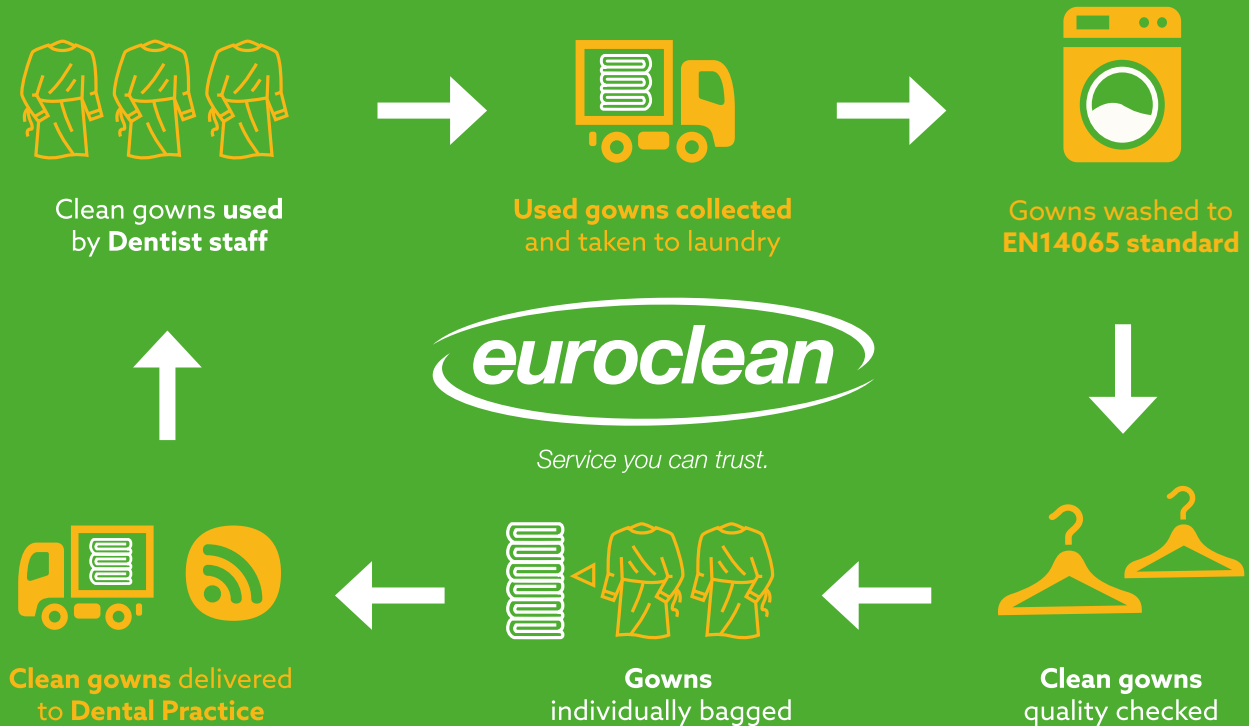 Clean gowns used
by Dentist staff
Used gowns collected
and taken to laundry
Gowns washed to
EN14065 standard
euroclean
Service you can trust.
Clean gowns delivered
to Dental Practice
Gowns
individually bagged
Clean gowns
quality checked